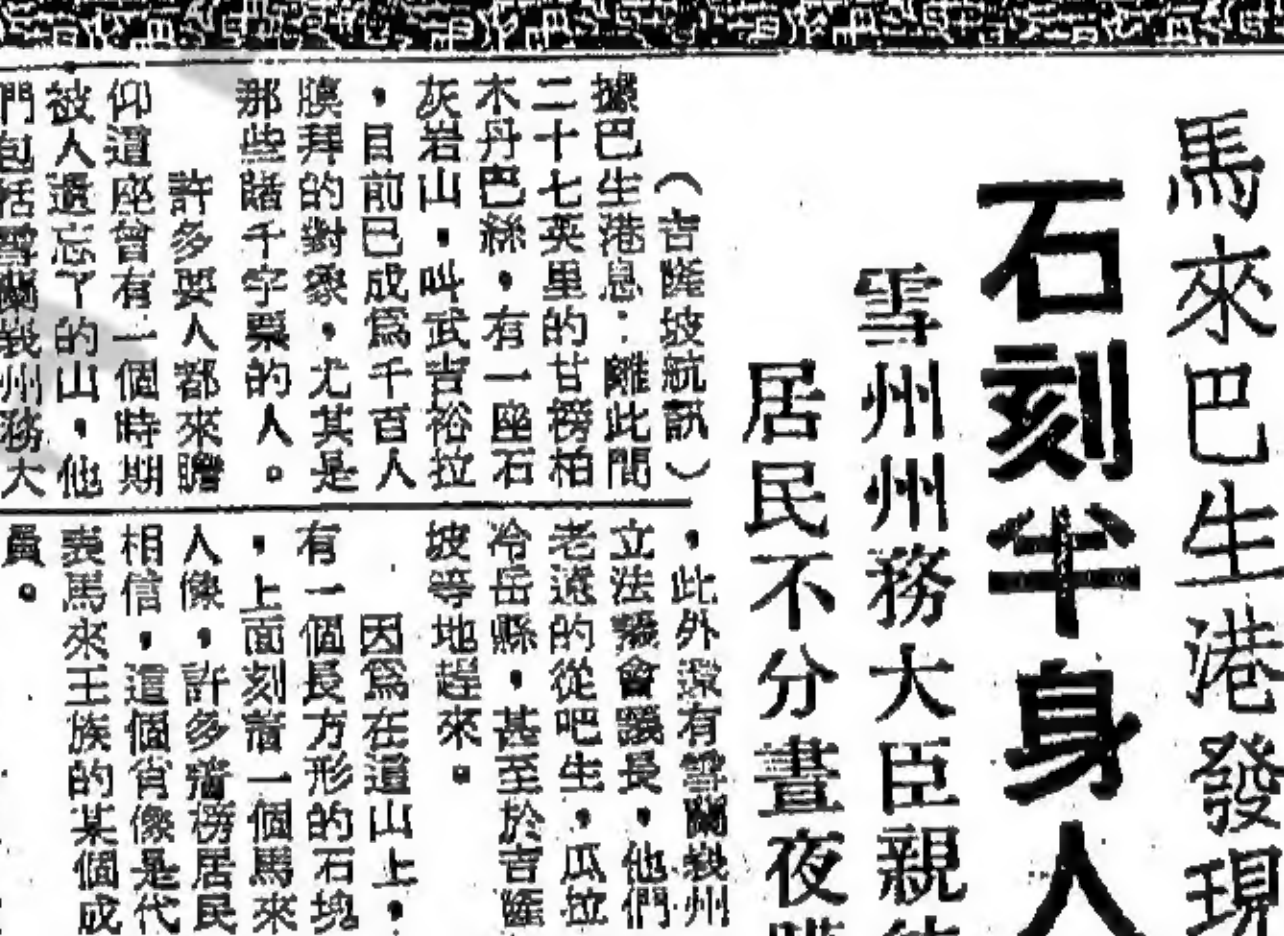 馬來巴生港發現
石刻半身人
雪州州務大臣親
居民不分晝夜
（吉隆坡航訊）
據巴生港息：離此間
二十七英里的甘榜柏
木丹巴絲，有一座石
灰岩山，叫武吉裕拉
，目前已成爲千百人
膜拜的對象，尤其是
那些賭千字票的人。
許多要人都來瞻
仰這座曾有一個時期
被人遺忘了的山，他
們包括雪蘭莪州務大
，此外還有雪蘭莪州
立法議會議長，他們
老遠的從吧生，瓜拉
冷岳縣，甚至於吉隆
坡等地趕來。
因爲在這山上，
有一個長方形的石塊
，上面刻着一個馬來
人像，許多甘榜居民
相信，這個肖像是代
表馬來王族的某個成
員。